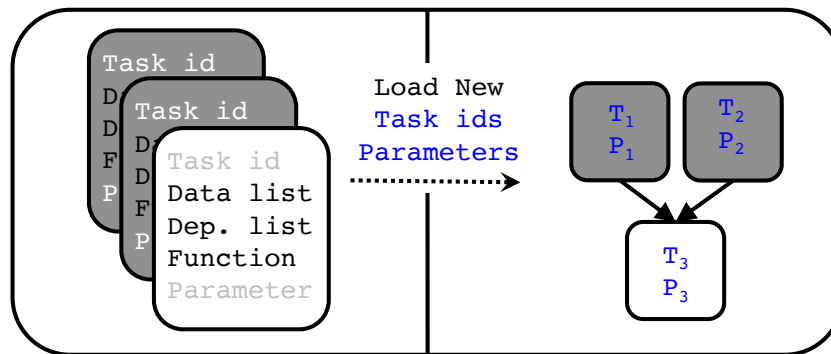 Task id
D
D
F
P
Task id
Da
D
F
P
Task id
Data list
Dep. list
Function
Parameter
Load New
Task ids
Parameters
T₁
P₁
T₂
P₂
T₃
P₃